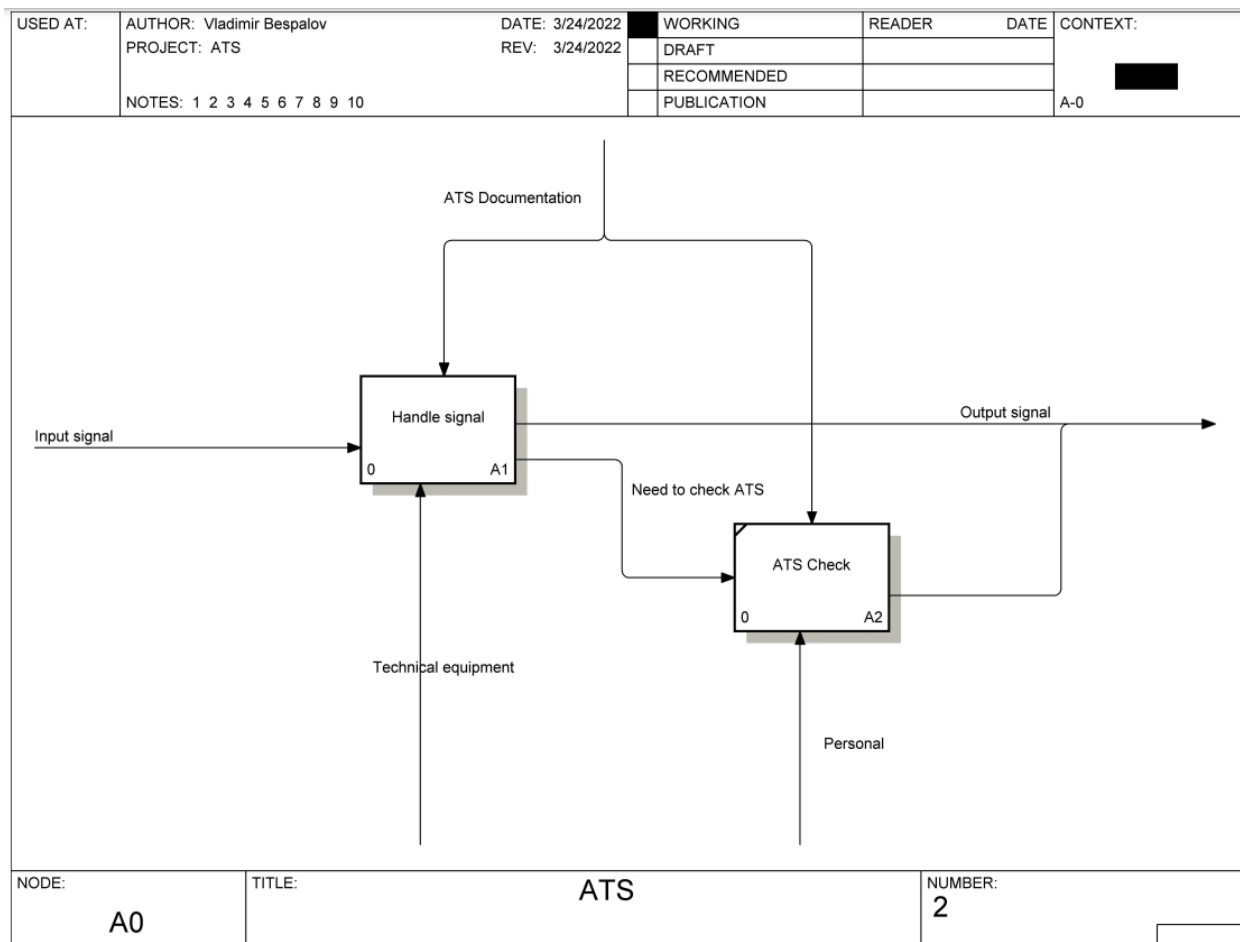 USED AT:
AUTHOR: Vladimir Bespalov
DATE: 3/24/2022
PROJECT: ATS
REV: 3/24/2022
NOTES: 1 2 3 4 5 6 7 8 9 10
WORKING
DRAFT
RECOMMENDED
PUBLICATION
READER DATE
CONTEXT:
A-0
ATS Documentation
Handle signal
0 A1
Input signal
Output signal
Need to check ATS
ATS Check
0 A2
Technical equipment
Personal
NODE:
A0
TITLE:
ATS
NUMBER:
2